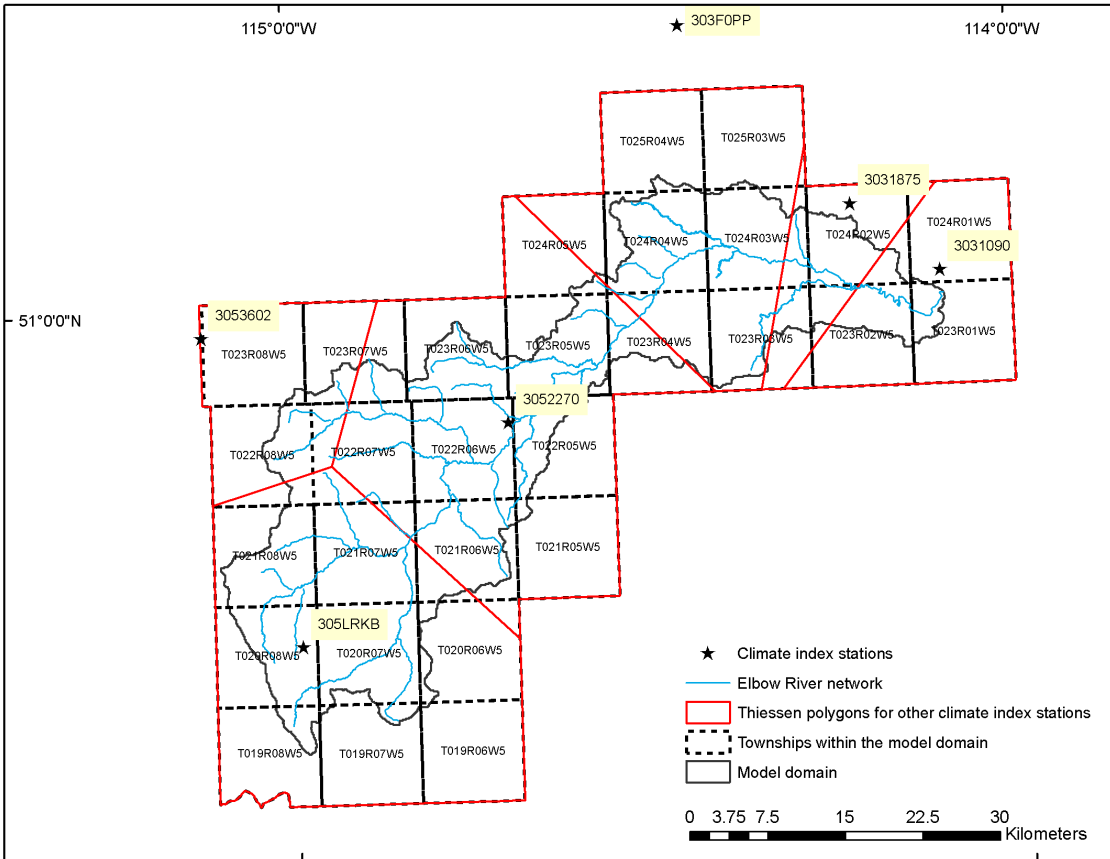 115°0'0"W
303F0PP
114°0'0"W
T025R04W5
T025R03W5
3031875
T024R05W5
T024R04W5
T024R03W5
T024R02W5
T024R01W5
3031090
51°0'0"N
3053602
T023R08W5
T023R07W5
T023R06W5
T023R05W5
T023R04W5
T023R03W5
T023R02W5
T023R01W5
3052270
T022R08W5
T022R07W5
T022R06W5
T022R05W5
T021R08W5
T021R07W5
T021R06W5
T021R05W5
305LRKB
T020R08W5
T020R07W5
T020R06W5
T019R08W5
T019R07W5
T019R06W5
Climate index stations
Elbow River network
Thiessen polygons for other climate index stations
Townships within the model domain
Model domain
0 3.75 7.5 15 22.5 30
Kilometers